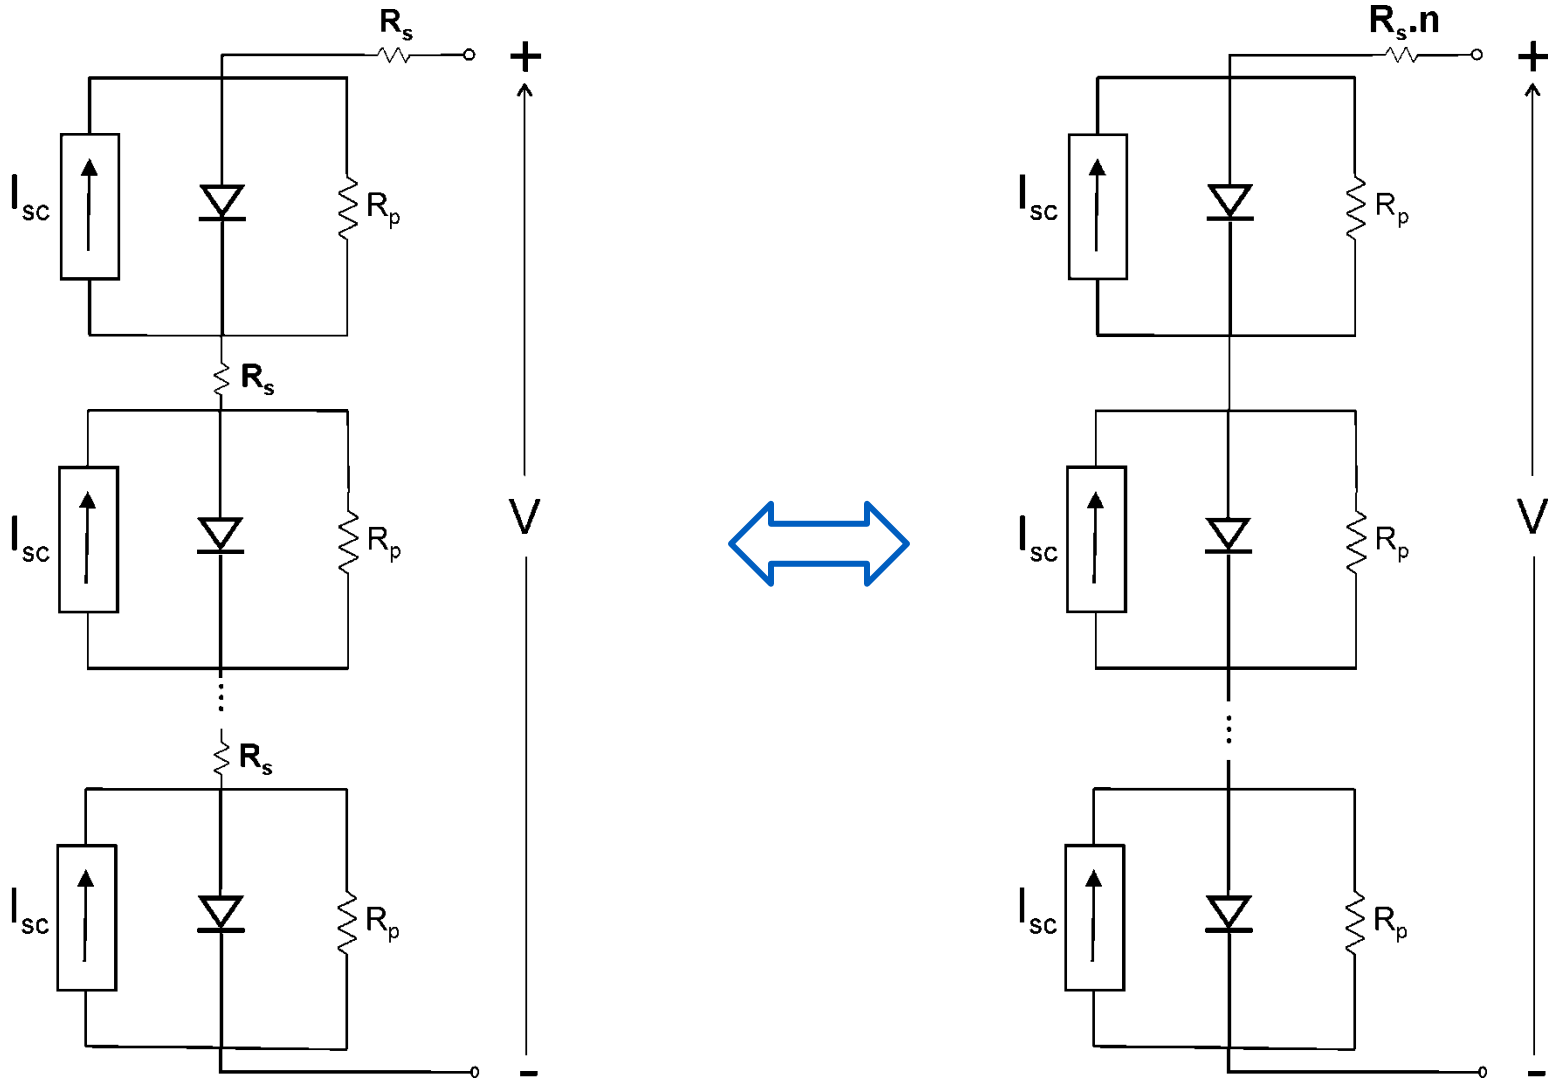 Rs
+
Isc
Rp
Rs
Isc
Rp
V
Rs
Isc
Rp
-
Rs.n
+
Isc
Rp
Isc
Rp
V
Isc
Rp
-